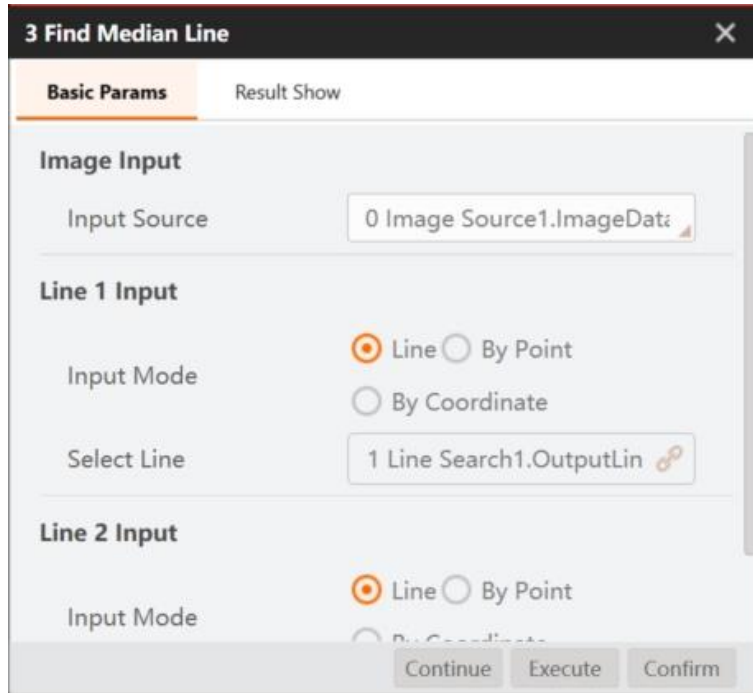 3 Find Median Line
Basic Params Result Show
Image Input
Input Source 0 Image Source1.ImageData
Line 1 Input
Input Mode
Line By Point
By Coordinate
Select Line 1 Line Search1.OutputLin
Line 2 Input
Input Mode
Line By Point
By Coordinate
Continue Execute Confirm